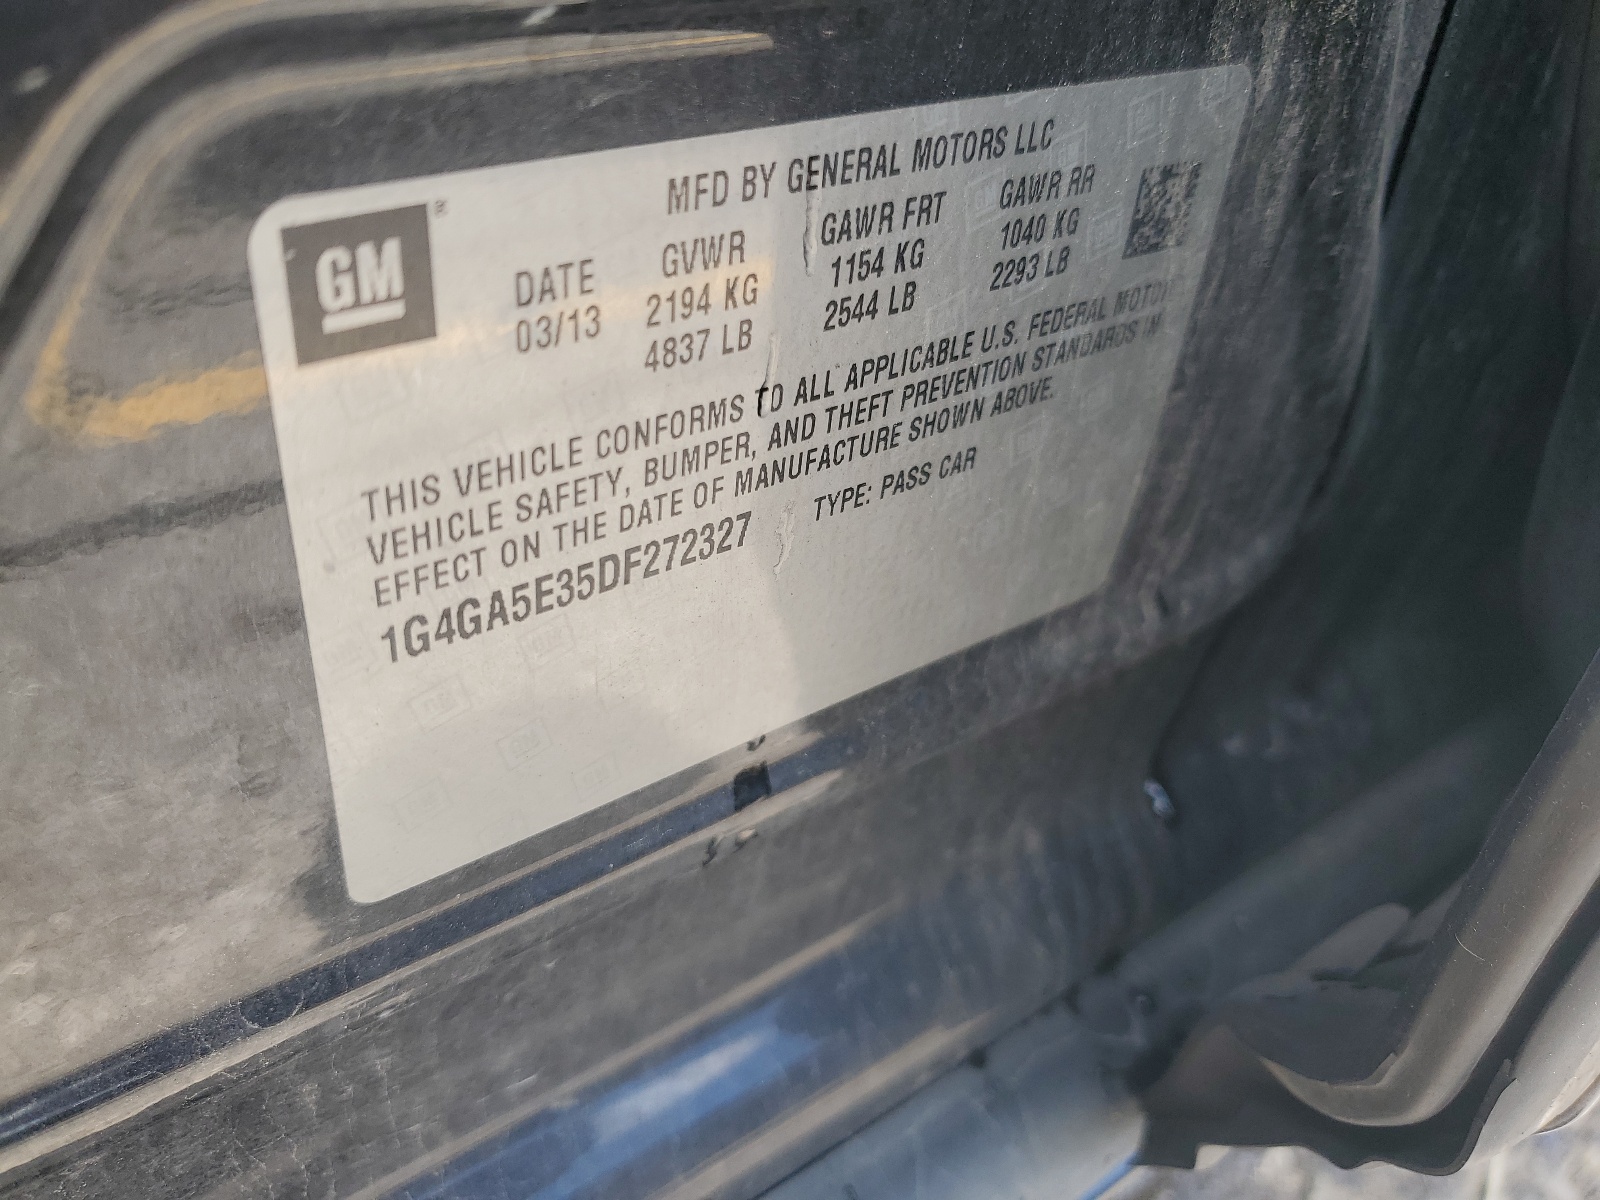 GM ®
MFD BY GENERAL MOTORS LLC
DATE GVWR GAWR FRT GAWR RR
03/13 2194 KG 1154 KG 1040 KG
4837 LB 2544 LB 2293 LB
THIS VEHICLE CONFORMS TO ALL APPLICABLE U.S. FEDERAL MOTOR
VEHICLE SAFETY, BUMPER, AND THEFT PREVENTION STANDARDS IN
EFFECT ON THE DATE OF MANUFACTURE SHOWN ABOVE.
1G4GA5E35DF272327 TYPE: PASS CAR